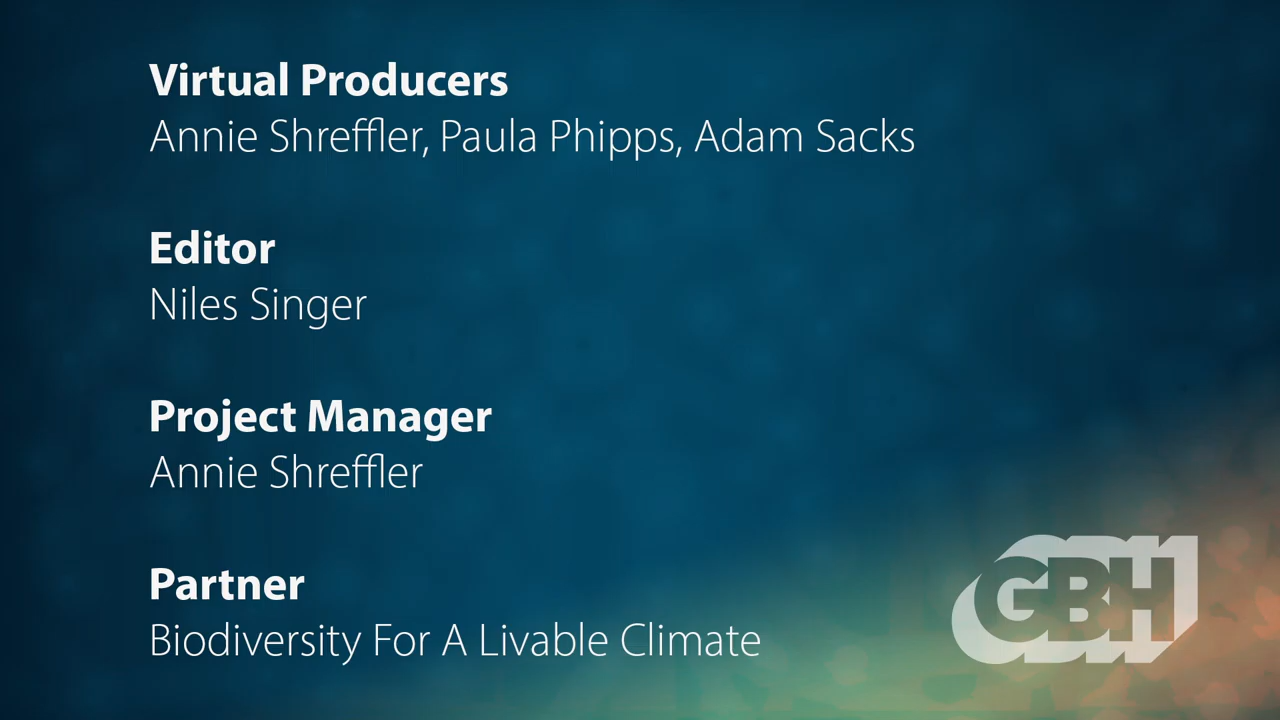 Virtual Producers
Annie Shreffler, Paula Phipps, Adam Sacks
Editor
Niles Singer
Project Manager
Annie Shreffler
Partner
Biodiversity For A Livable Climate
GBH